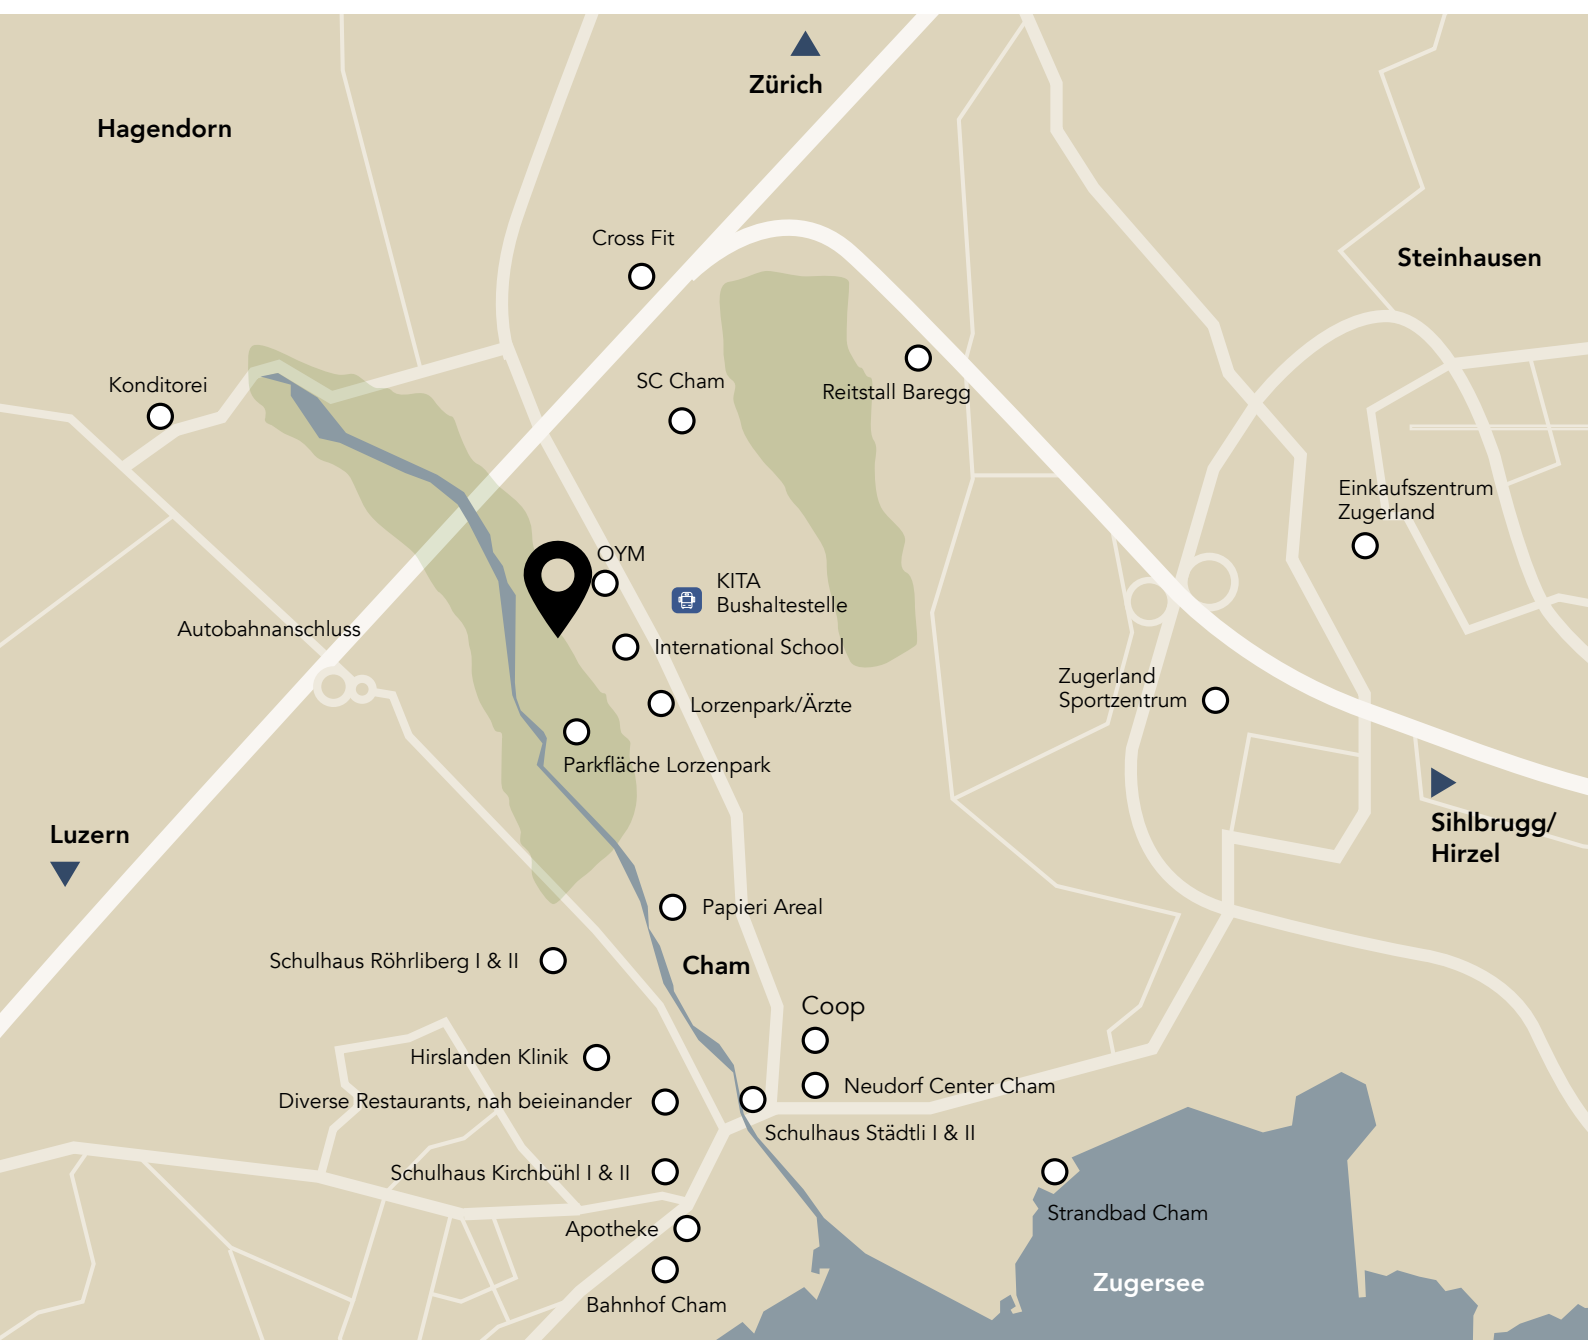 Zürich
Hagendorn
Cross Fit
Steinhausen
Konditorei
SC Cham
Reitstall Baregg
Einkaufszentrum
Zugerland
OYM
KITA
Bushaltestelle
Autobahnanschluss
International School
Zugerland
Sportzentrum
Lorzenpark/Ärzte
Parkfläche Lorzenpark
Luzern
Sihlbrugg/
Hirzel
Papieri Areal
Schulhaus Röhrliberg I & II
Cham
Coop
Hirslanden Klinik
Neudorf Center Cham
Diverse Restaurants, nah beieinander
Schulhaus Städtli I & II
Schulhaus Kirchbühl I & II
Strandbad Cham
Apotheke
Zugersee
Bahnhof Cham